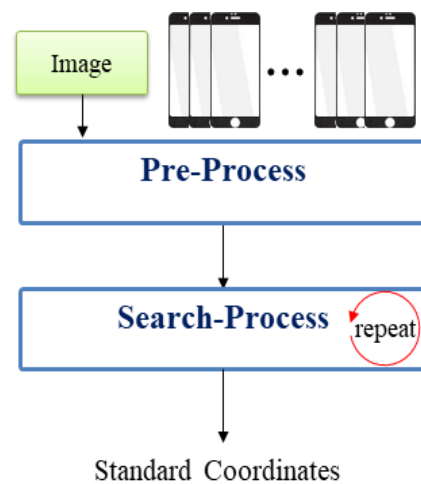 Image
Pre-Process
Search-Process
repeat
Standard Coordinates